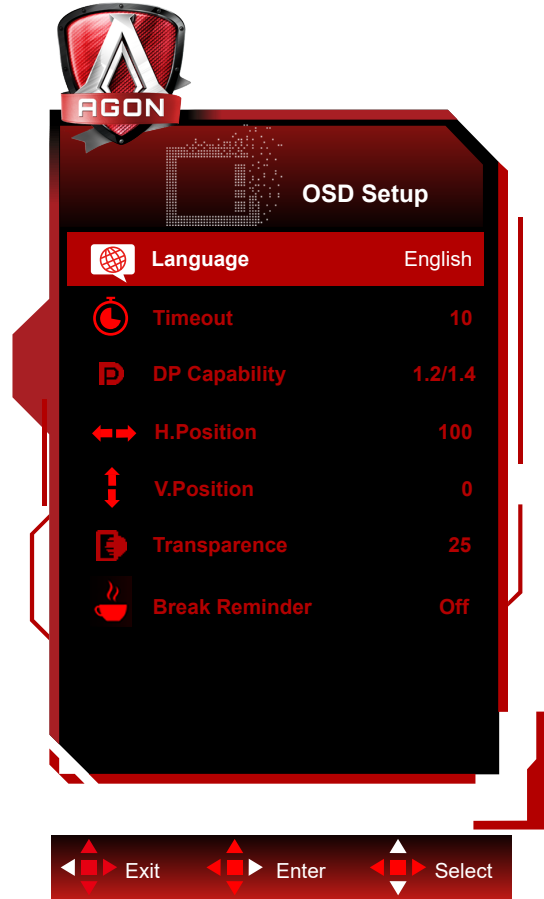 AGON
OSD Setup
Language English
Timeout 10
DP Capability 1.2/1.4
H.Position 100
V.Position 0
Transparence 25
Break Reminder Off
Exit Enter Select